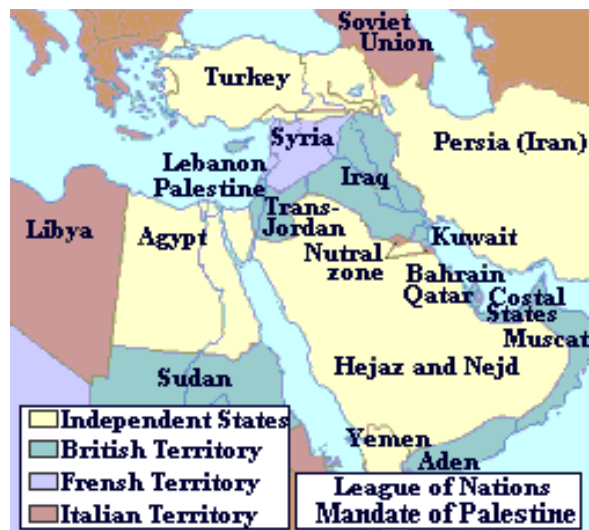 Soviet
Union
Turkey
Syria
Persia (Iran)
Lebanon
Palestine
Iraq
Trans-
Jordan
Libya
Agypt
Kuwait
Nutral
zone
Bahrain
Qatar
Costal
States
Muscat
Hejaz and Nejd
Sudan
Yemen
Aden
Independent States
British Territory
Frensh Territory
Italian Territory
League of Nations
Mandate of Palestine